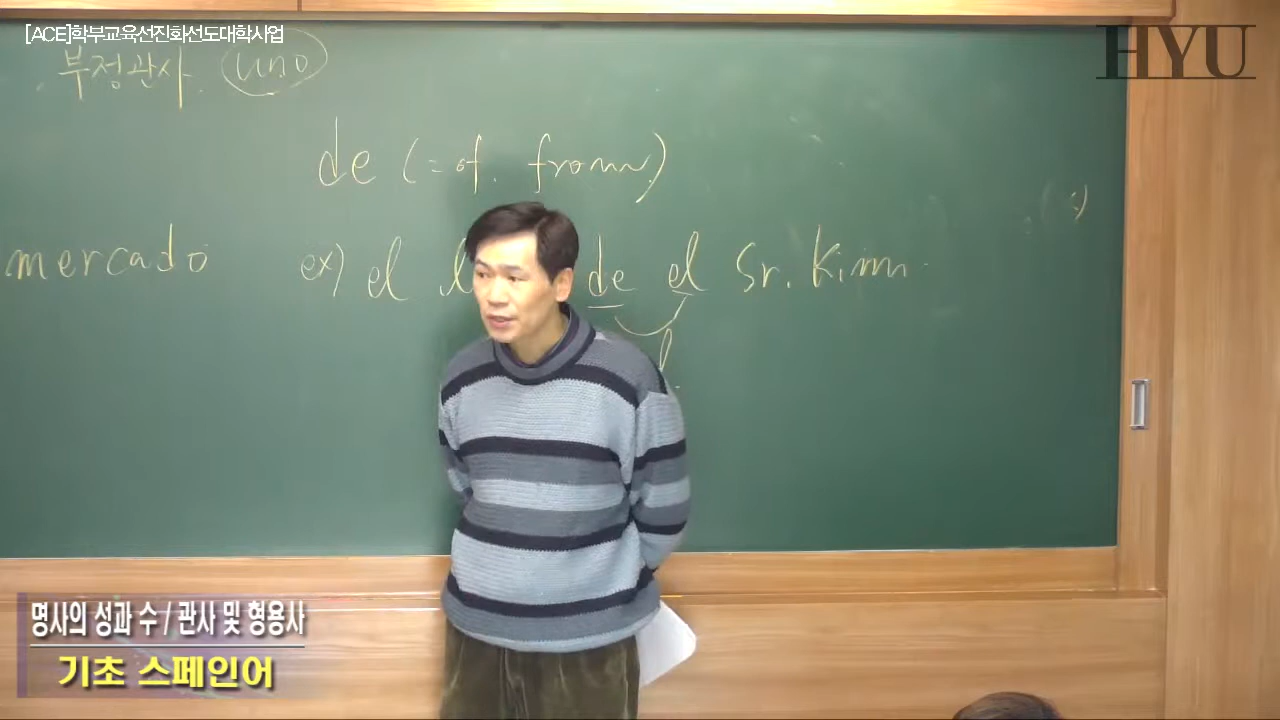 [ACE]학부교육선진화선도대학사업
HYU
부정관사. uno
de (= of. from)
mercado
ex) el l de el Sr. Kim
명사의 성과 수 / 관사 및 형용사
기초 스페인어